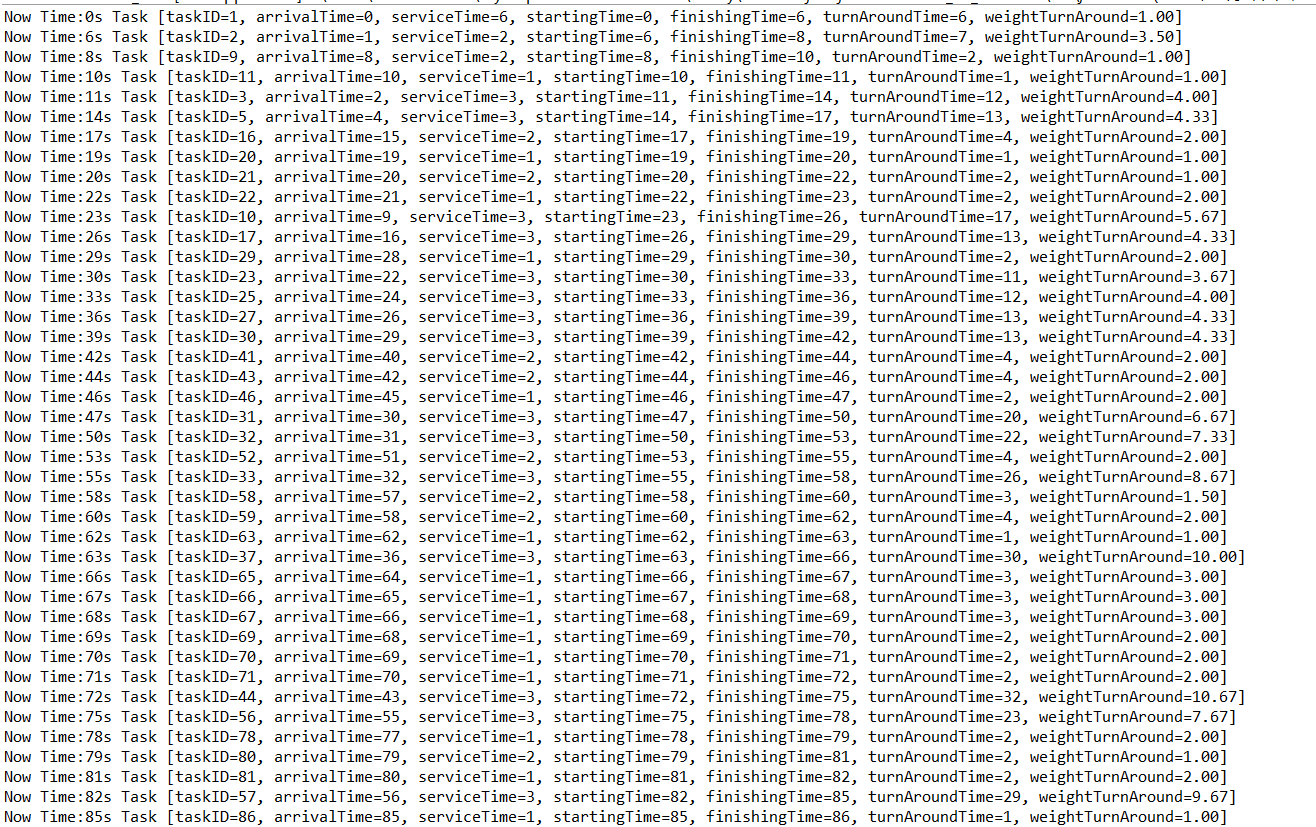 Now Time:0s Task [taskID=1, arrivalTime=0, serviceTime=6, startingTime=0, finishingTime=6, turnAroundTime=6, weightTurnAround=1.00]
Now Time:6s Task [taskID=2, arrivalTime=1, serviceTime=2, startingTime=6, finishingTime=8, turnAroundTime=7, weightTurnAround=3.50]
Now Time:8s Task [taskID=9, arrivalTime=8, serviceTime=2, startingTime=8, finishingTime=10, turnAroundTime=2, weightTurnAround=1.00]
Now Time:10s Task [taskID=11, arrivalTime=10, serviceTime=1, startingTime=10, finishingTime=11, turnAroundTime=1, weightTurnAround=1.00]
Now Time:11s Task [taskID=3, arrivalTime=2, serviceTime=3, startingTime=11, finishingTime=14, turnAroundTime=12, weightTurnAround=4.00]
Now Time:14s Task [taskID=5, arrivalTime=4, serviceTime=3, startingTime=14, finishingTime=17, turnAroundTime=13, weightTurnAround=4.33]
Now Time:17s Task [taskID=16, arrivalTime=15, serviceTime=2, startingTime=17, finishingTime=19, turnAroundTime=4, weightTurnAround=2.00]
Now Time:19s Task [taskID=20, arrivalTime=19, serviceTime=1, startingTime=19, finishingTime=20, turnAroundTime=1, weightTurnAround=1.00]
Now Time:20s Task [taskID=21, arrivalTime=20, serviceTime=2, startingTime=20, finishingTime=22, turnAroundTime=2, weightTurnAround=1.00]
Now Time:22s Task [taskID=22, arrivalTime=21, serviceTime=1, startingTime=22, finishingTime=23, turnAroundTime=2, weightTurnAround=2.00]
Now Time:23s Task [taskID=10, arrivalTime=9, serviceTime=3, startingTime=23, finishingTime=26, turnAroundTime=17, weightTurnAround=5.67]
Now Time:26s Task [taskID=17, arrivalTime=16, serviceTime=3, startingTime=26, finishingTime=29, turnAroundTime=13, weightTurnAround=4.33]
Now Time:29s Task [taskID=29, arrivalTime=28, serviceTime=1, startingTime=29, finishingTime=30, turnAroundTime=2, weightTurnAround=2.00]
Now Time:30s Task [taskID=23, arrivalTime=22, serviceTime=3, startingTime=30, finishingTime=33, turnAroundTime=11, weightTurnAround=3.67]
Now Time:33s Task [taskID=25, arrivalTime=24, serviceTime=3, startingTime=33, finishingTime=36, turnAroundTime=12, weightTurnAround=4.00]
Now Time:36s Task [taskID=27, arrivalTime=26, serviceTime=3, startingTime=36, finishingTime=39, turnAroundTime=13, weightTurnAround=4.33]
Now Time:39s Task [taskID=30, arrivalTime=29, serviceTime=3, startingTime=39, finishingTime=42, turnAroundTime=13, weightTurnAround=4.33]
Now Time:42s Task [taskID=41, arrivalTime=40, serviceTime=2, startingTime=42, finishingTime=44, turnAroundTime=4, weightTurnAround=2.00]
Now Time:44s Task [taskID=43, arrivalTime=42, serviceTime=2, startingTime=44, finishingTime=46, turnAroundTime=4, weightTurnAround=2.00]
Now Time:46s Task [taskID=46, arrivalTime=45, serviceTime=1, startingTime=46, finishingTime=47, turnAroundTime=2, weightTurnAround=2.00]
Now Time:47s Task [taskID=31, arrivalTime=30, serviceTime=3, startingTime=47, finishingTime=50, turnAroundTime=20, weightTurnAround=6.67]
Now Time:50s Task [taskID=32, arrivalTime=31, serviceTime=3, startingTime=50, finishingTime=53, turnAroundTime=22, weightTurnAround=7.33]
Now Time:53s Task [taskID=52, arrivalTime=51, serviceTime=2, startingTime=53, finishingTime=55, turnAroundTime=4, weightTurnAround=2.00]
Now Time:55s Task [taskID=33, arrivalTime=32, serviceTime=3, startingTime=55, finishingTime=58, turnAroundTime=26, weightTurnAround=8.67]
Now Time:58s Task [taskID=58, arrivalTime=57, serviceTime=2, startingTime=58, finishingTime=60, turnAroundTime=3, weightTurnAround=1.50]
Now Time:60s Task [taskID=59, arrivalTime=58, serviceTime=2, startingTime=60, finishingTime=62, turnAroundTime=4, weightTurnAround=2.00]
Now Time:62s Task [taskID=63, arrivalTime=62, serviceTime=1, startingTime=62, finishingTime=63, turnAroundTime=1, weightTurnAround=1.00]
Now Time:63s Task [taskID=37, arrivalTime=36, serviceTime=3, startingTime=63, finishingTime=66, turnAroundTime=30, weightTurnAround=10.00]
Now Time:66s Task [taskID=65, arrivalTime=64, serviceTime=1, startingTime=66, finishingTime=67, turnAroundTime=3, weightTurnAround=3.00]
Now Time:67s Task [taskID=66, arrivalTime=65, serviceTime=1, startingTime=67, finishingTime=68, turnAroundTime=3, weightTurnAround=3.00]
Now Time:68s Task [taskID=67, arrivalTime=66, serviceTime=1, startingTime=68, finishingTime=69, turnAroundTime=3, weightTurnAround=3.00]
Now Time:69s Task [taskID=69, arrivalTime=68, serviceTime=1, startingTime=69, finishingTime=70, turnAroundTime=2, weightTurnAround=2.00]
Now Time:70s Task [taskID=70, arrivalTime=69, serviceTime=1, startingTime=70, finishingTime=71, turnAroundTime=2, weightTurnAround=2.00]
Now Time:71s Task [taskID=71, arrivalTime=70, serviceTime=1, startingTime=71, finishingTime=72, turnAroundTime=2, weightTurnAround=2.00]
Now Time:72s Task [taskID=44, arrivalTime=43, serviceTime=3, startingTime=72, finishingTime=75, turnAroundTime=32, weightTurnAround=10.67]
Now Time:75s Task [taskID=56, arrivalTime=55, serviceTime=3, startingTime=75, finishingTime=78, turnAroundTime=23, weightTurnAround=7.67]
Now Time:78s Task [taskID=78, arrivalTime=77, serviceTime=1, startingTime=78, finishingTime=79, turnAroundTime=2, weightTurnAround=2.00]
Now Time:79s Task [taskID=80, arrivalTime=79, serviceTime=2, startingTime=79, finishingTime=81, turnAroundTime=2, weightTurnAround=1.00]
Now Time:81s Task [taskID=81, arrivalTime=80, serviceTime=1, startingTime=81, finishingTime=82, turnAroundTime=2, weightTurnAround=2.00]
Now Time:82s Task [taskID=57, arrivalTime=56, serviceTime=3, startingTime=82, finishingTime=85, turnAroundTime=29, weightTurnAround=9.67]
Now Time:85s Task [taskID=86, arrivalTime=85, serviceTime=1, startingTime=85, finishingTime=86, turnAroundTime=1, weightTurnAround=1.00]